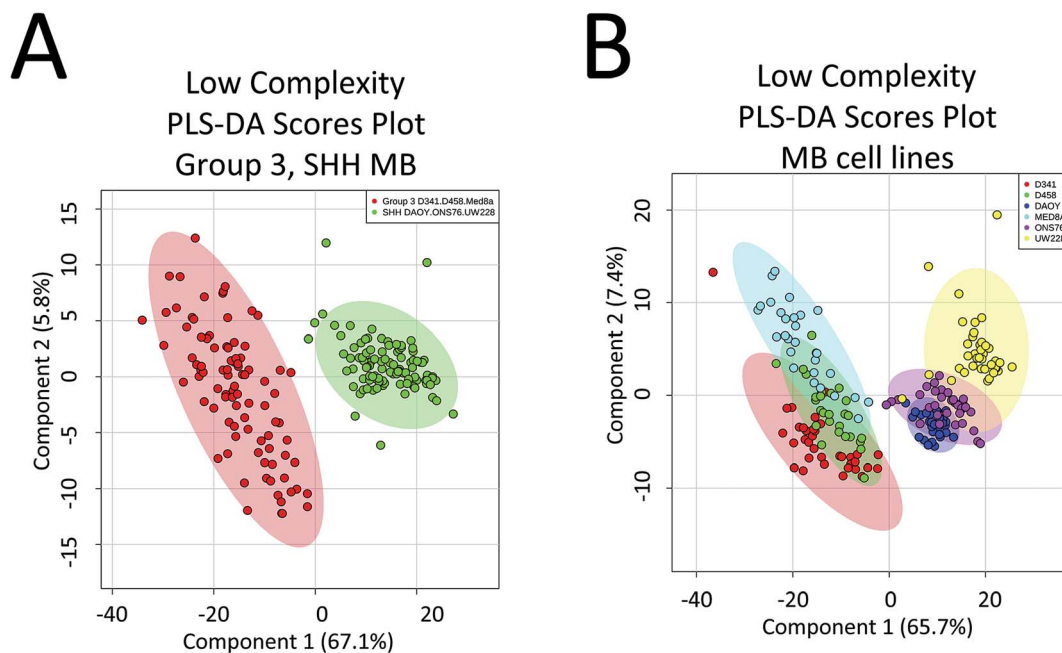 A
Low Complexity
PLS-DA Scores Plot
Group 3, SHH MB
Group 3 D341.D458.Med8a
SHH DAOY.ONS76.UW228
Component 2 (5.8%)
15
10
5
0
-5
-10
-15
-40
-20
0
20
Component 1 (67.1%)
B
Low Complexity
PLS-DA Scores Plot
MB cell lines
D341
D458
DAOY
MED8A
ONS76
UW228
Component 2 (7.4%)
20
10
0
-10
-40
-20
0
20
Component 1 (65.7%)